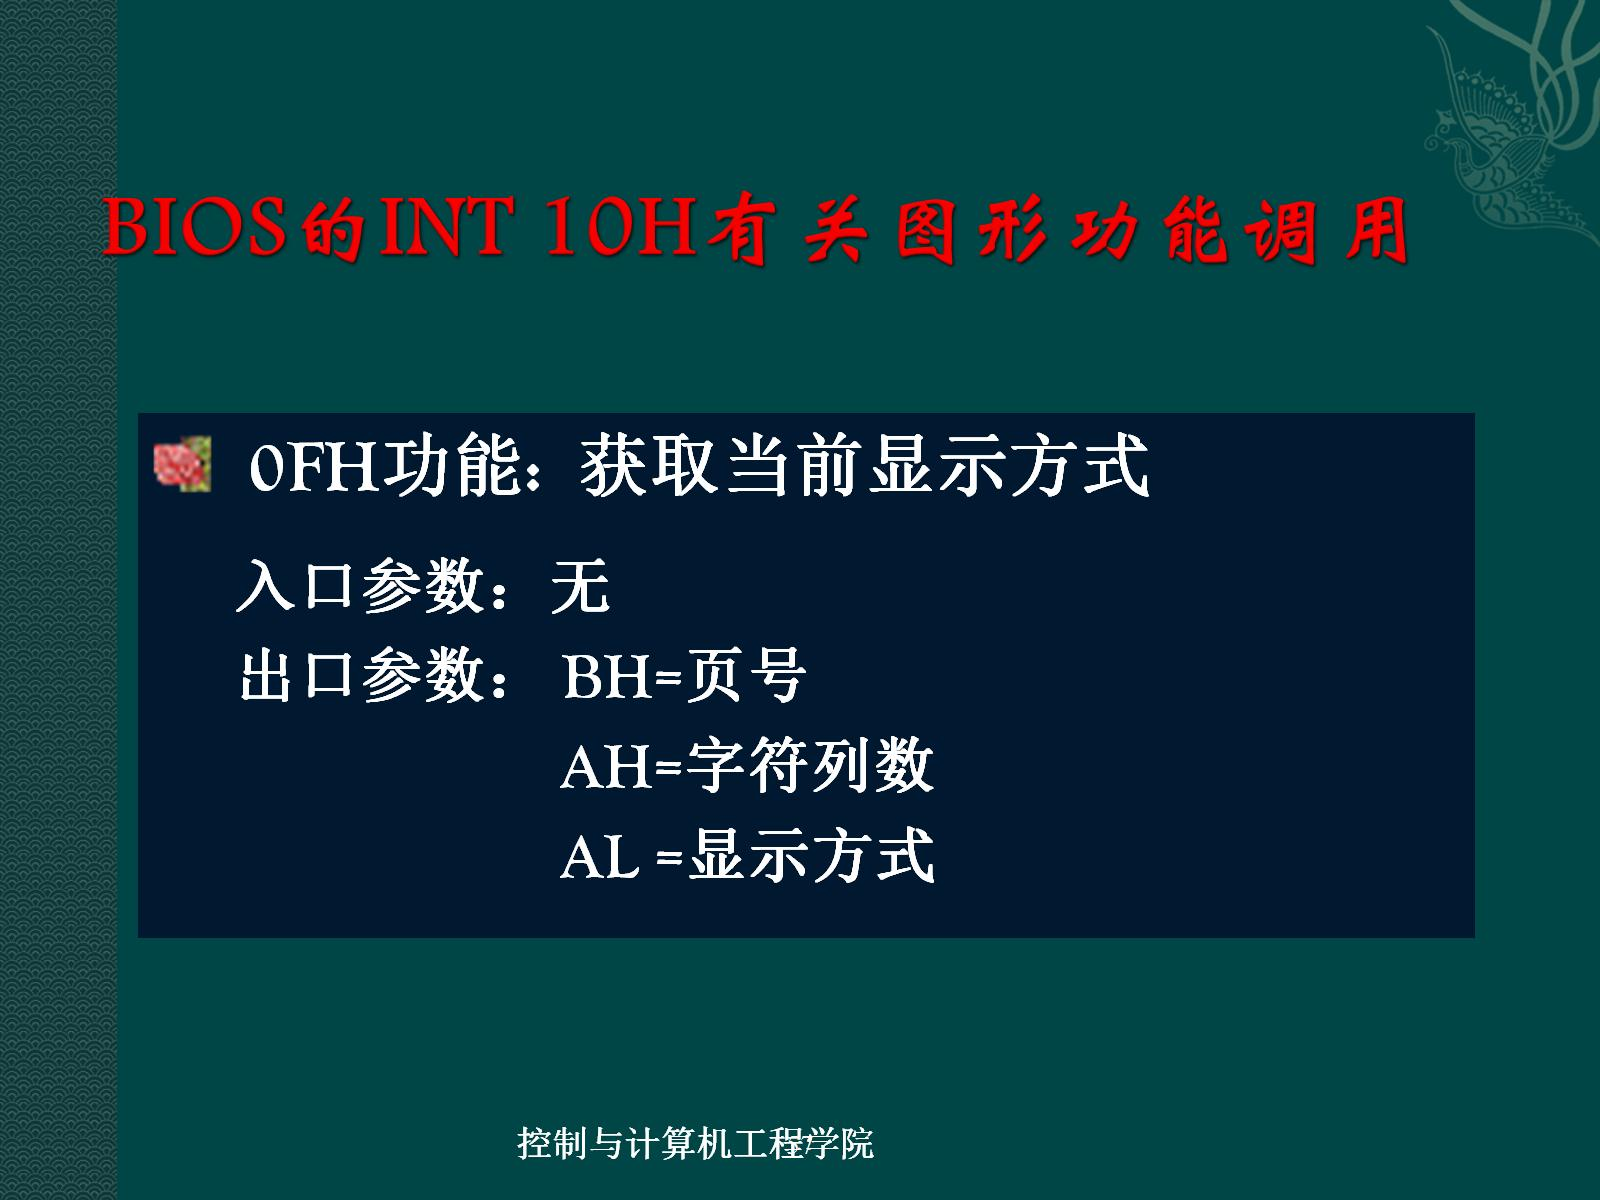 BIOS的INT 10H有关图形功能调用
0FH功能：获取当前显示方式
入口参数：无
出口参数： BH=页号
AH=字符列数
AL =显示方式
控制与计算机工程学院